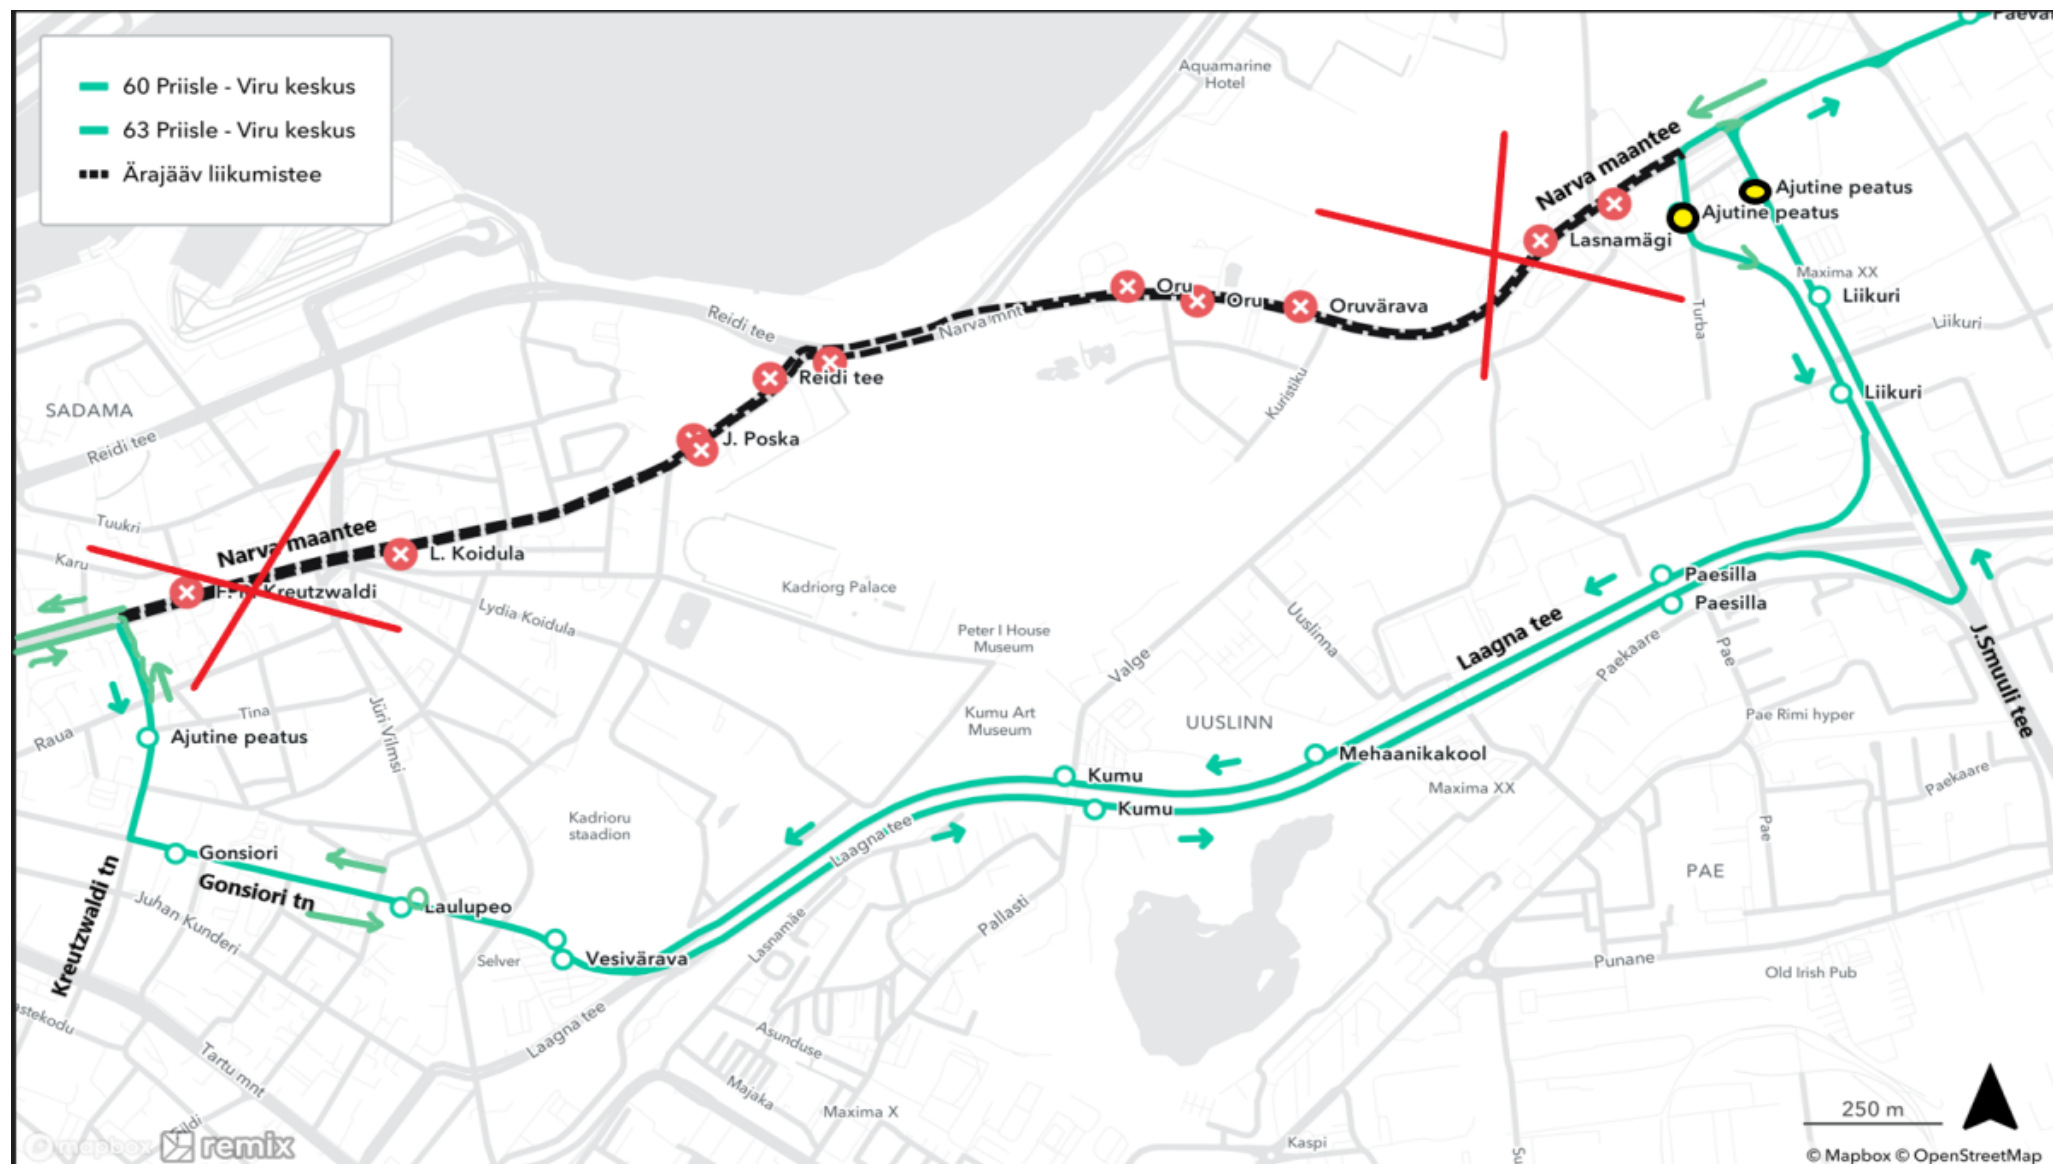 60 Priisle - Viru keskus
63 Priisle - Viru keskus
Ärajääv liikumistee
Aquamarine
Hotel
Narva maantee
Ajutine peatus
Ajutine peatus
Lasnamägi
Maxima XX
Liikuri
Liikuri
Turba
Liikuri
Oru
Oru
Oruvärava
Reidi tee
Narva mnt
Reidi tee
Kuristiku
SADAMA
Reidi tee
J. Poska
Tuukri
Narva maantee
Karu
L. Koidula
Kreutzwaldi
Kadriorg Palace
Lydia Koidula
Peter I House
Museum
Uuslinna
Valge
Laagna tee
Paesilla
Paesilla
Paekaare
Pae
J.Smuuli tee
Raua
Tina
Jüri Vilmsi
Ajutine peatus
Kumu Art
Museum
UUSLINN
Pae Rimi hyper
Mehaanikakool
Maxima XX
Paekaare
Kumu
Kumu
Kadrioru
staadion
Laagna tee
Pae
PAE
Gonsiori
Gonsiori tn
Laulupeo
Juhan Kunderi
Kreutzwaldi tn
Vesivärava
Selver
Lasnamäe
Pallasti
Punane
Old Irish Pub
Laagna tee
Asunduse
Tartu mnt
Majaka
Maxima X
Kaspi
250 m
mapbox
remix
© Mapbox © OpenStreetMap